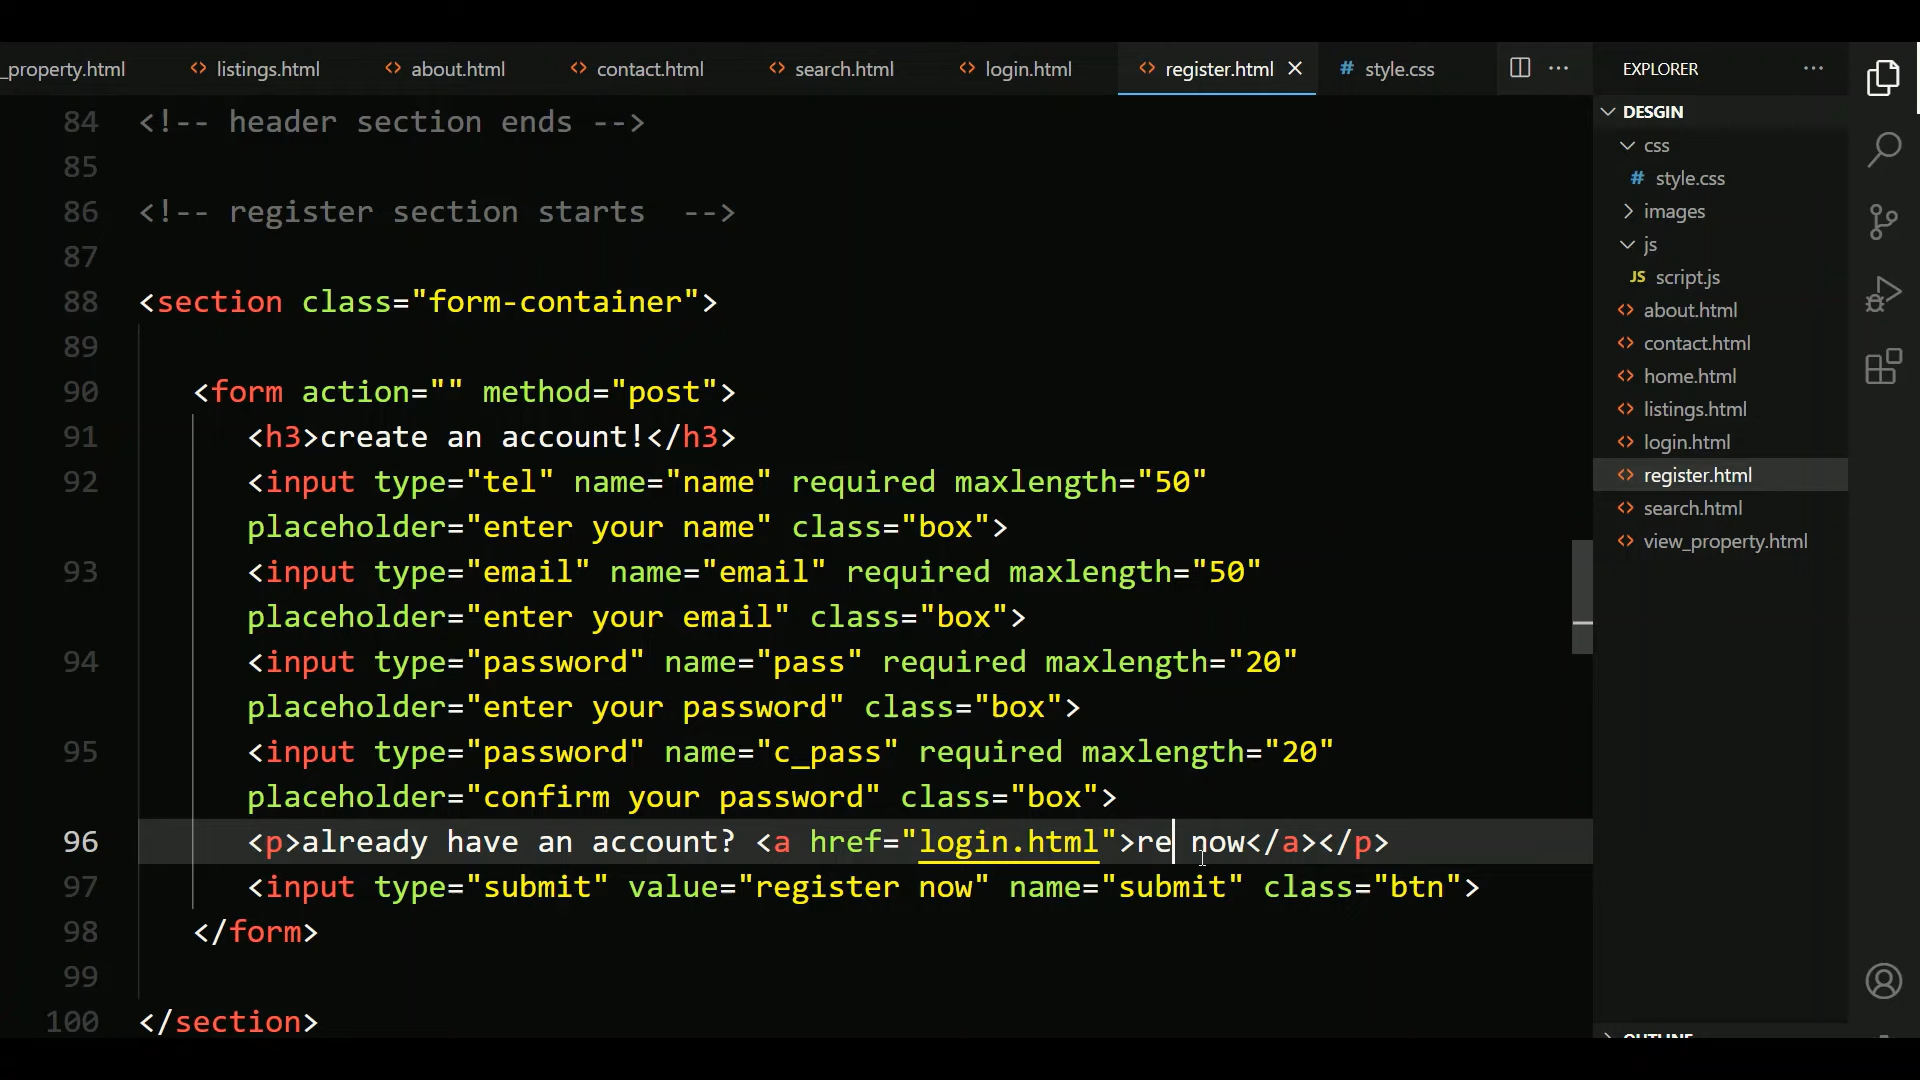 _property.html
listings.html
about.html
contact.html
search.html
login.html
register.html
# style.css
EXPLORER
84 <!-- header section ends -->
85
86 <!-- register section starts  -->
87
88 <section class="form-container">
89
90 <form action="" method="post">
91 <h3>create an account!</h3>
92 <input type="tel" name="name" required maxlength="50"
placeholder="enter your name" class="box">
93 <input type="email" name="email" required maxlength="50"
placeholder="enter your email" class="box">
94 <input type="password" name="pass" required maxlength="20"
placeholder="enter your password" class="box">
95 <input type="password" name="c_pass" required maxlength="20"
placeholder="confirm your password" class="box">
96 <p>already have an account? <a href="login.html">re now</a></p>
97 <input type="submit" value="register now" name="submit" class="btn">
98 </form>
99
100 </section>
DESGIN
css
# style.css
images
js
JS script.js
about.html
contact.html
home.html
listings.html
login.html
register.html
search.html
view_property.html
OUTLINE